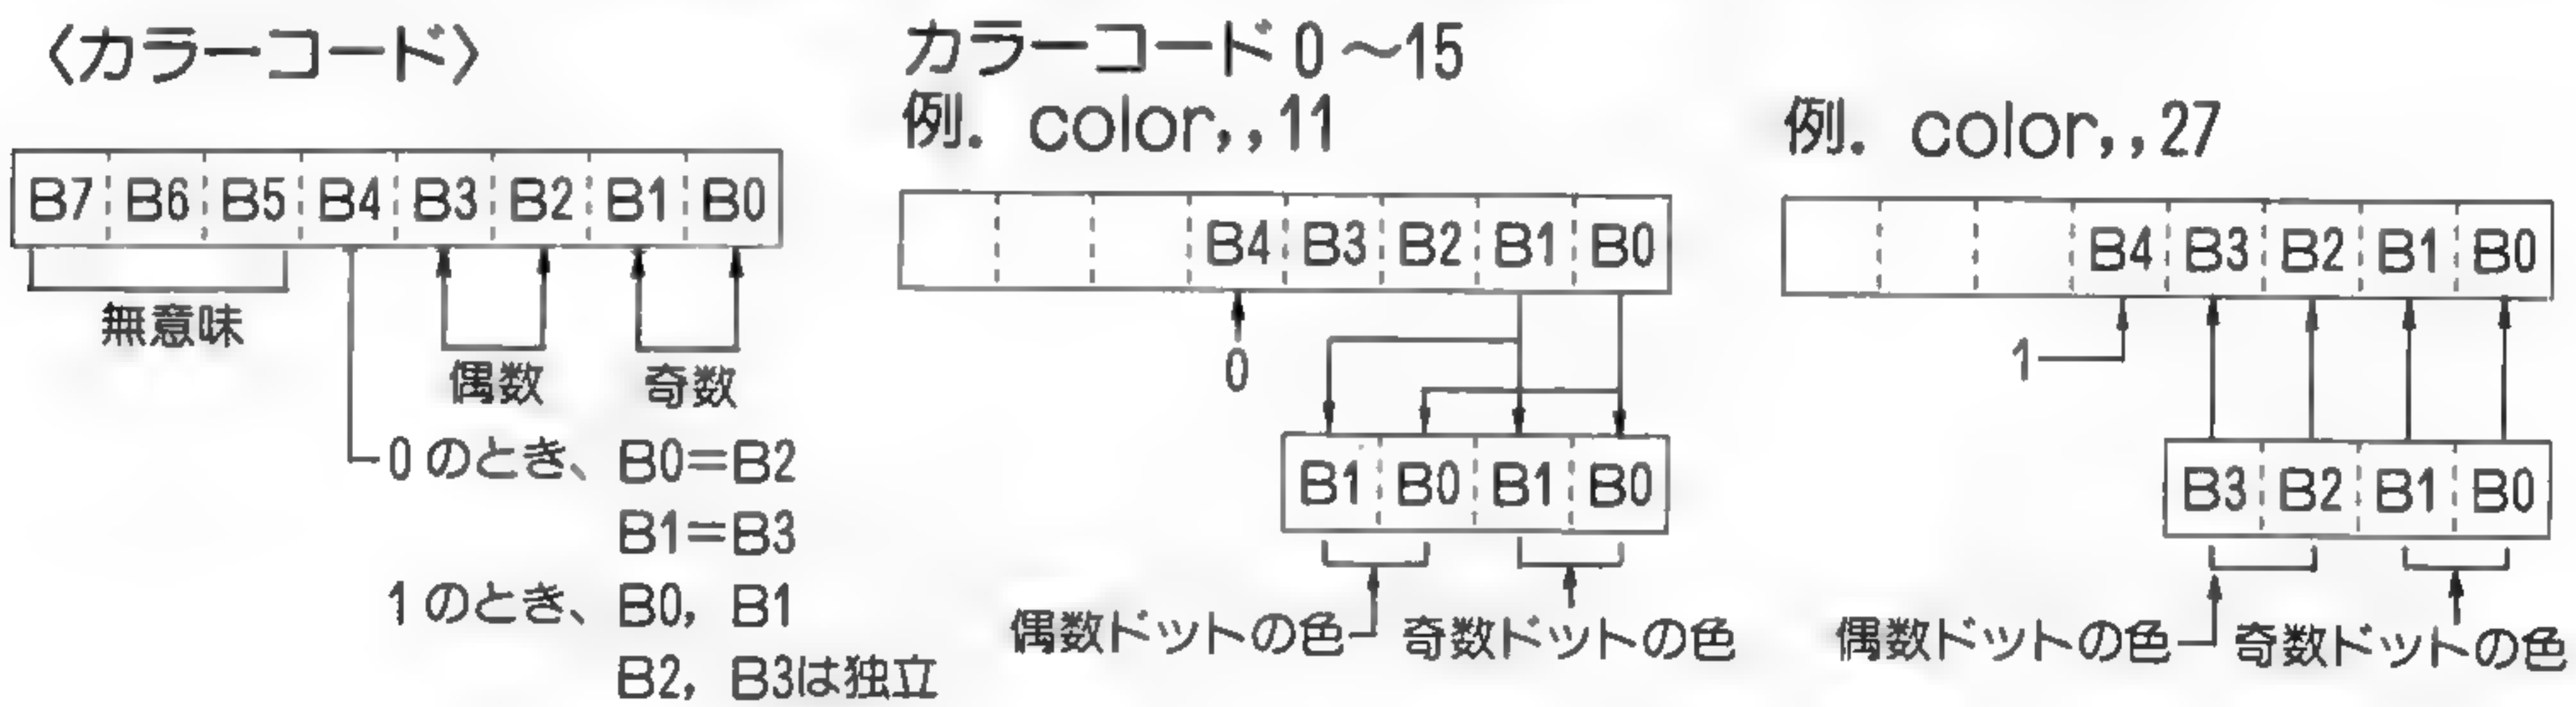 〈カラーコード〉
B7 B6 B5 B4 B3 B2 B1 B0
無意味
偶数
奇数
0のとき、B0=B2
B1=B3
1のとき、B0, B1
B2, B3は独立
カラーコード 0～15
例. color,,11
B4 B3 B2 B1 B0
0
B1 B0 B1 B0
偶数ドットの色
奇数ドットの色
例. color,,27
B4 B3 B2 B1 B0
1
B3 B2 B1 B0
偶数ドットの色
奇数ドットの色